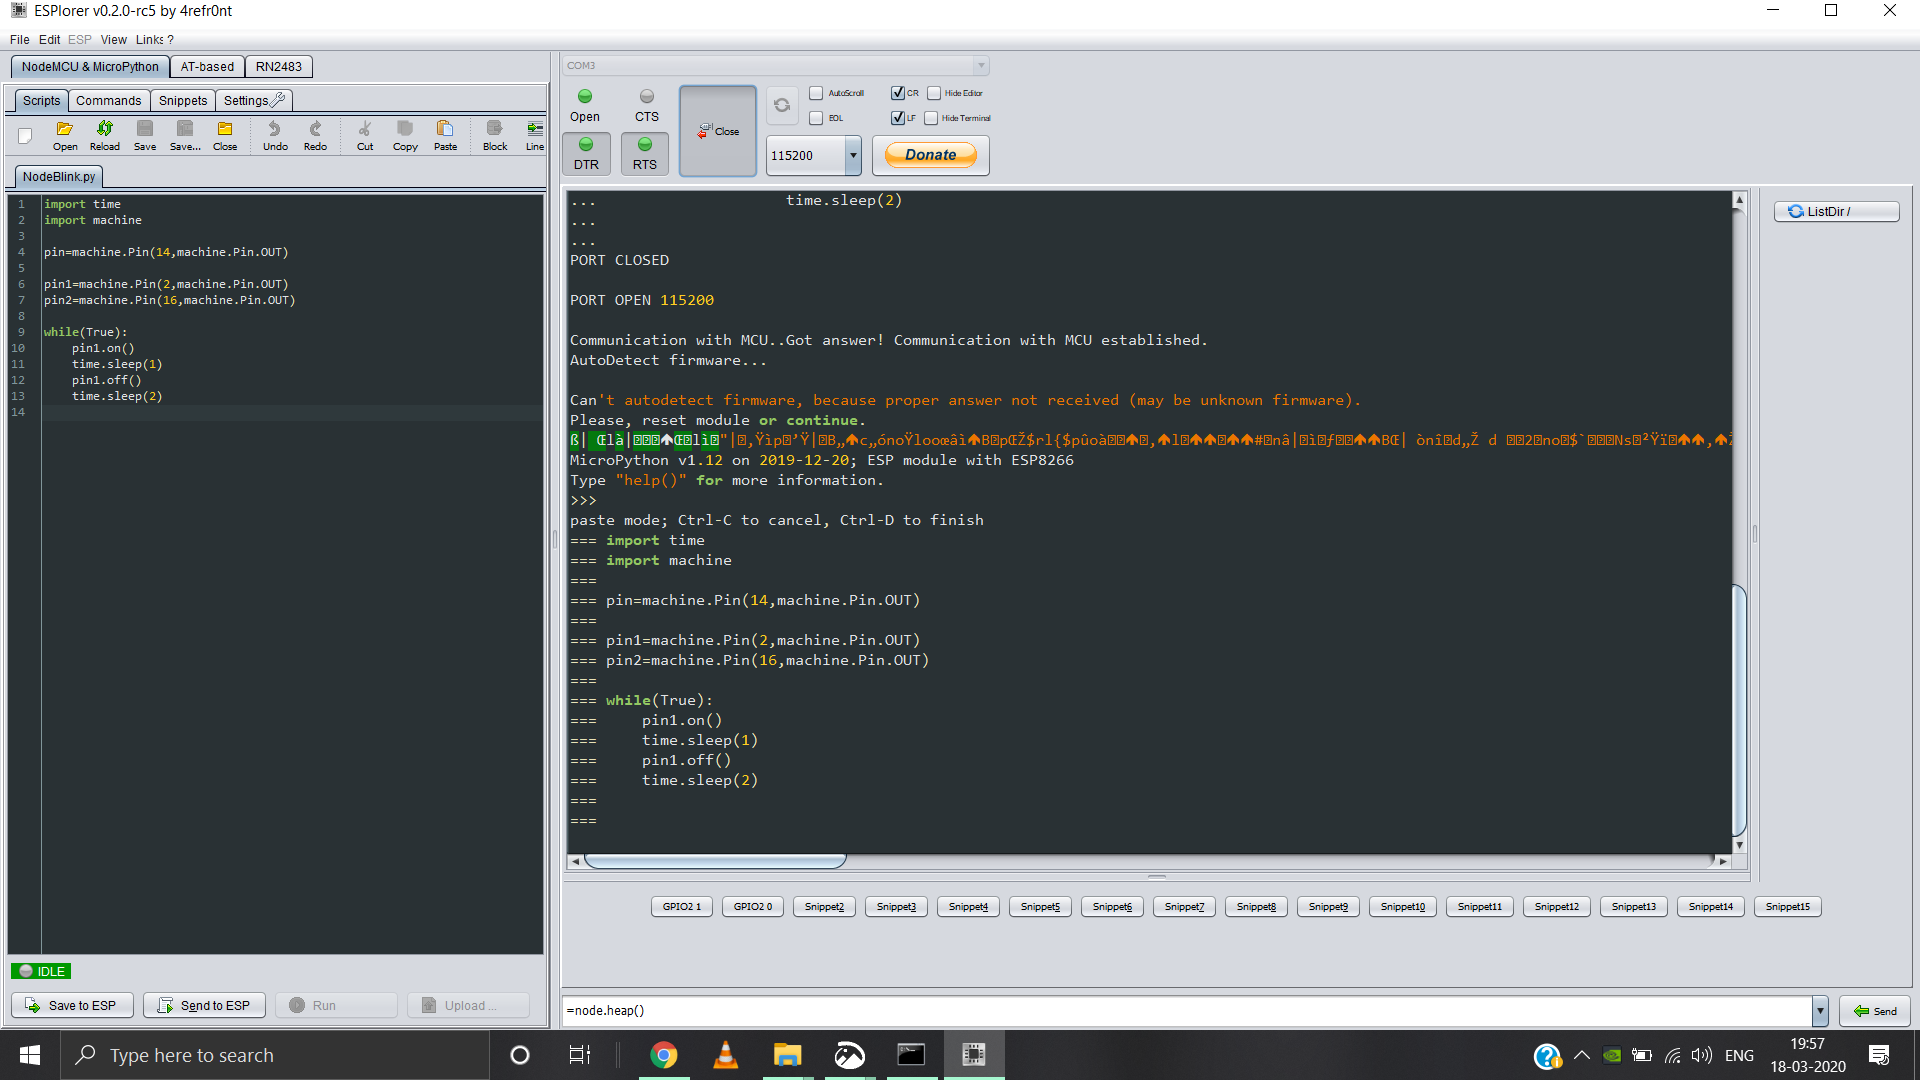 ESPlorer v0.2.0-rc5 by 4refr0nt
File Edit ESP View Links ?
NodeMCU & MicroPython AT-based RN2483
Scripts Commands Snippets Settings
Open Reload Save Save... Close Undo Redo Cut Copy Paste Block Line
NodeBlink.py
1 import time
2 import machine
3
4 pin=machine.Pin(14,machine.Pin.OUT)
5
6 pin1=machine.Pin(2,machine.Pin.OUT)
7 pin2=machine.Pin(16,machine.Pin.OUT)
8
9 while(True):
10 pin1.on()
11 time.sleep(1)
12 pin1.off()
13 time.sleep(2)
14
IDLE
Save to ESP Send to ESP Run Upload ...
COM3
Open CTS
DTR RTS
Close
AutoScroll CR Hide Editor
EOL LF Hide Terminal
115200 Donate
... time.sleep(2)
...
...
PORT CLOSED
PORT OPEN 115200
Communication with MCU..Got answer! Communication with MCU established.
AutoDetect firmware...
Can't autodetect firmware, because proper answer not received (may be unknown firmware).
Please, reset module or continue.
MicroPython v1.12 on 2019-12-20; ESP module with ESP8266
Type "help()" for more information.
>>>
paste mode; Ctrl-C to cancel, Ctrl-D to finish
=== import time
=== import machine
===
=== pin=machine.Pin(14,machine.Pin.OUT)
===
=== pin1=machine.Pin(2,machine.Pin.OUT)
=== pin2=machine.Pin(16,machine.Pin.OUT)
===
=== while(True):
=== pin1.on()
=== time.sleep(1)
=== pin1.off()
=== time.sleep(2)
===
===
ListDir /
GPIO2 1 GPIO2 0 Snippet2 Snippet3 Snippet4 Snippet5 Snippet6 Snippet7 Snippet8 Snippet9 Snippet10 Snippet11 Snippet12 Snippet13 Snippet14 Snippet15
=node.heap()
Send
Type here to search
ENG
19:57
18-03-2020